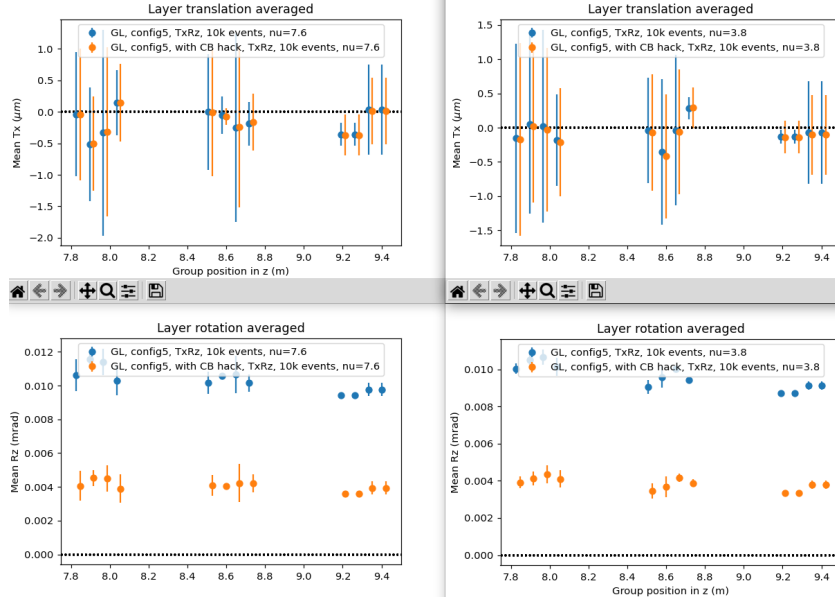 Layer translation averaged
GL, config5, TxRz, 10k events, nu=7.6
GL, config5, with CB hack, TxRz, 10k events, nu=7.6
Mean Tx (μm)
1.0
0.5
0.0
−0.5
−1.0
−1.5
−2.0
7.8 8.0 8.2 8.4 8.6 8.8 9.0 9.2 9.4
Group position in z (m)
Layer translation averaged
GL, config5, TxRz, 10k events, nu=3.8
GL, config5, with CB hack, TxRz, 10k events, nu=3.8
Mean Tx (μm)
1.5
1.0
0.5
0.0
−0.5
−1.0
−1.5
7.8 8.0 8.2 8.4 8.6 8.8 9.0 9.2 9.4
Layer rotation averaged
GL, config5, TxRz, 10k events, nu=7.6
GL, config5, with CB hack, TxRz, 10k events, nu=7.6
Mean Rz (mrad)
0.012
0.010
0.008
0.006
0.004
0.002
0.000
7.8 8.0 8.2 8.4 8.6 8.8 9.0 9.2 9.4
Layer rotation averaged
GL, config5, TxRz, 10k events, nu=3.8
GL, config5, with CB hack, TxRz, 10k events, nu=3.8
Mean Rz (mrad)
0.010
0.008
0.006
0.004
0.002
0.000
7.8 8.0 8.2 8.4 8.6 8.8 9.0 9.2 9.4
Group position in z (m)